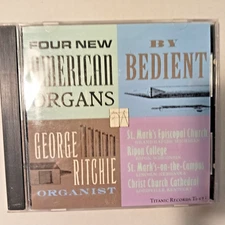 FOUR NEW
AMERICAN
ORGANS
BY
BEDIENT
GEORGE
RITCHIE
ORGANIST
St. Mark's Episcopal Church
Ripon College
St. Mark's-on-the-Campus
Christ Church Cathedral
TITANIC RECORDS